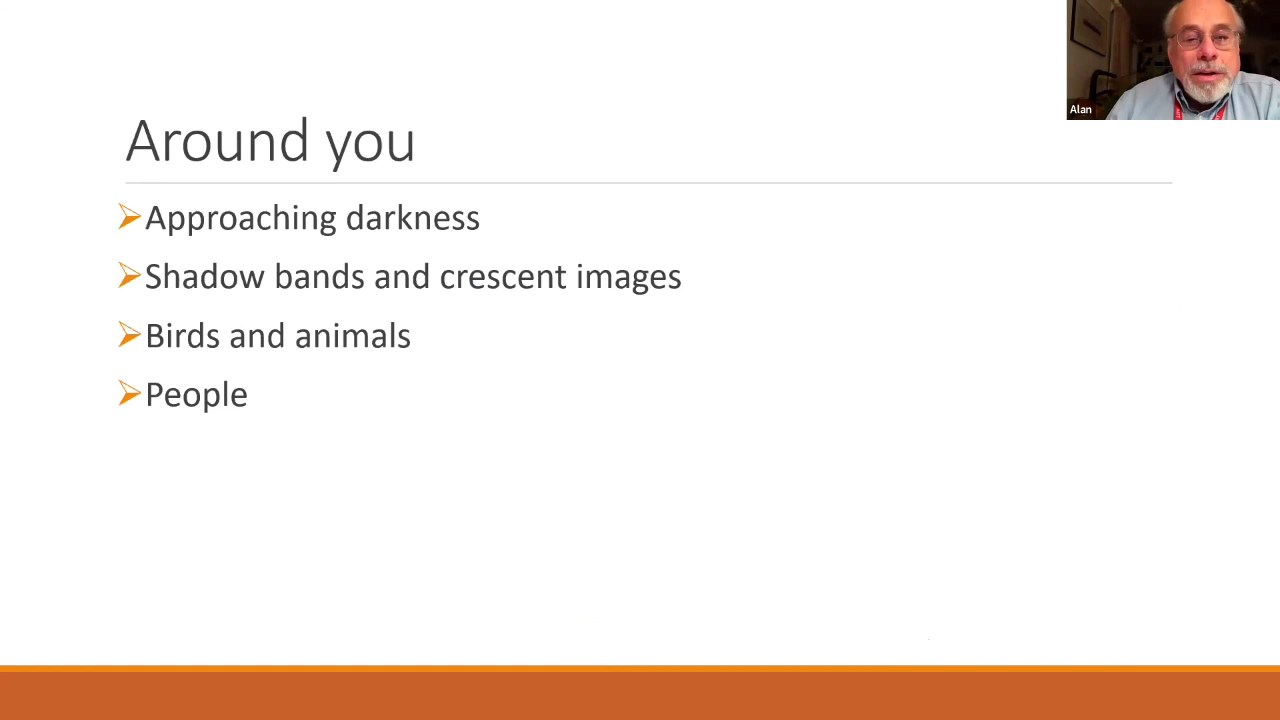 Alan
Around you
Approaching darkness
Shadow bands and crescent images
Birds and animals
People